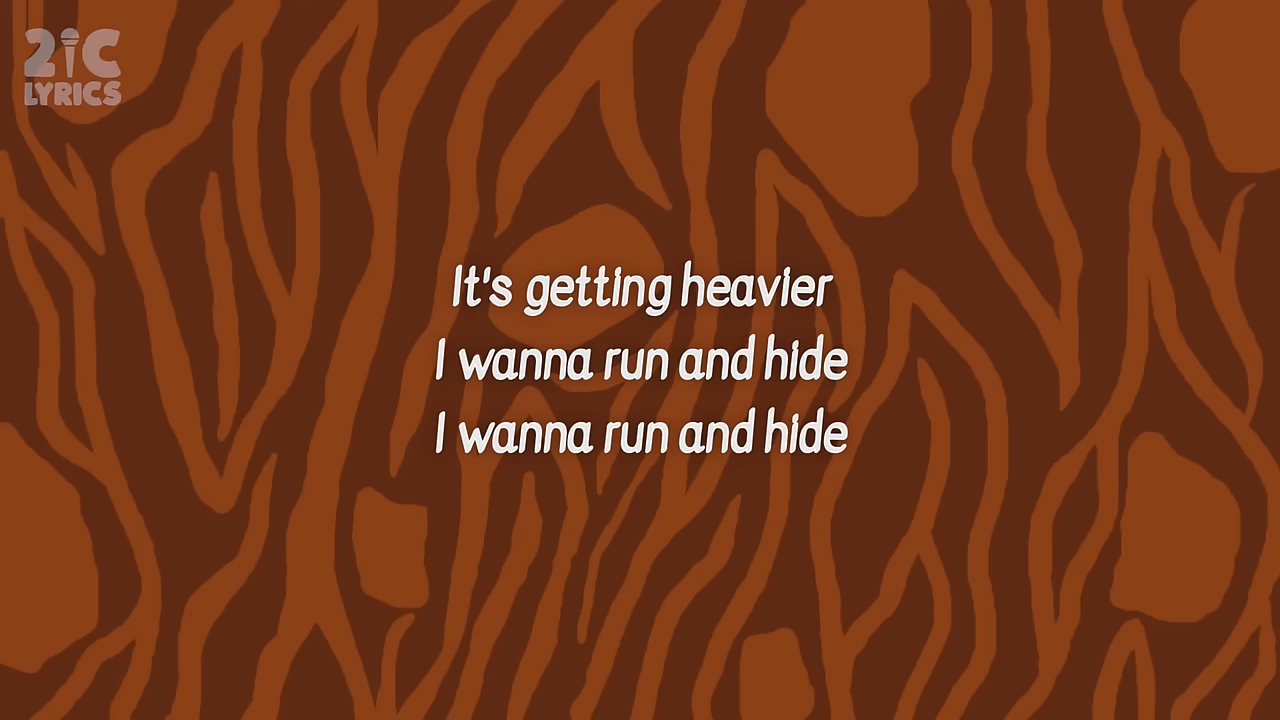 2iC
LYRICS
It's getting heavier
I wanna run and hide
I wanna run and hide